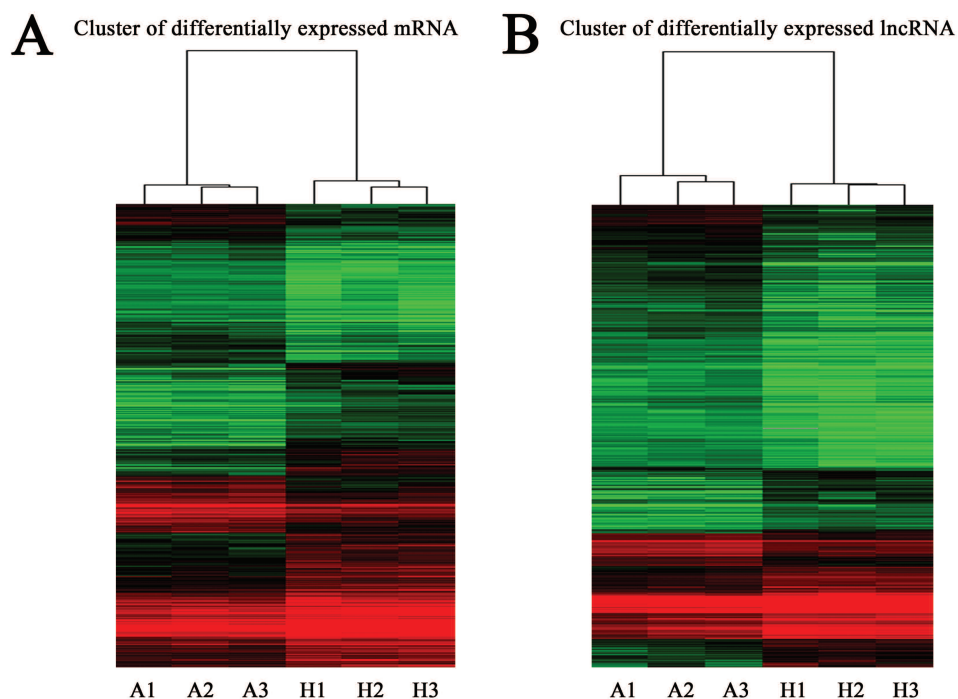 A
Cluster of differentially expressed mRNA
A1 A2 A3 H1 H2 H3
B
Cluster of differentially expressed lncRNA
A1 A2 A3 H1 H2 H3